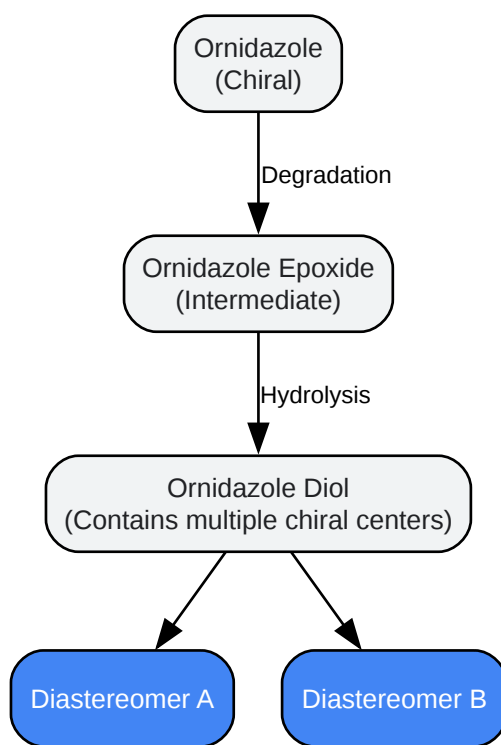 Ornidazole
(Chiral)
Degradation
Ornidazole Epoxide
(Intermediate)
Hydrolysis
Ornidazole Diol
(Contains multiple chiral centers)
Diastereomer A
Diastereomer B